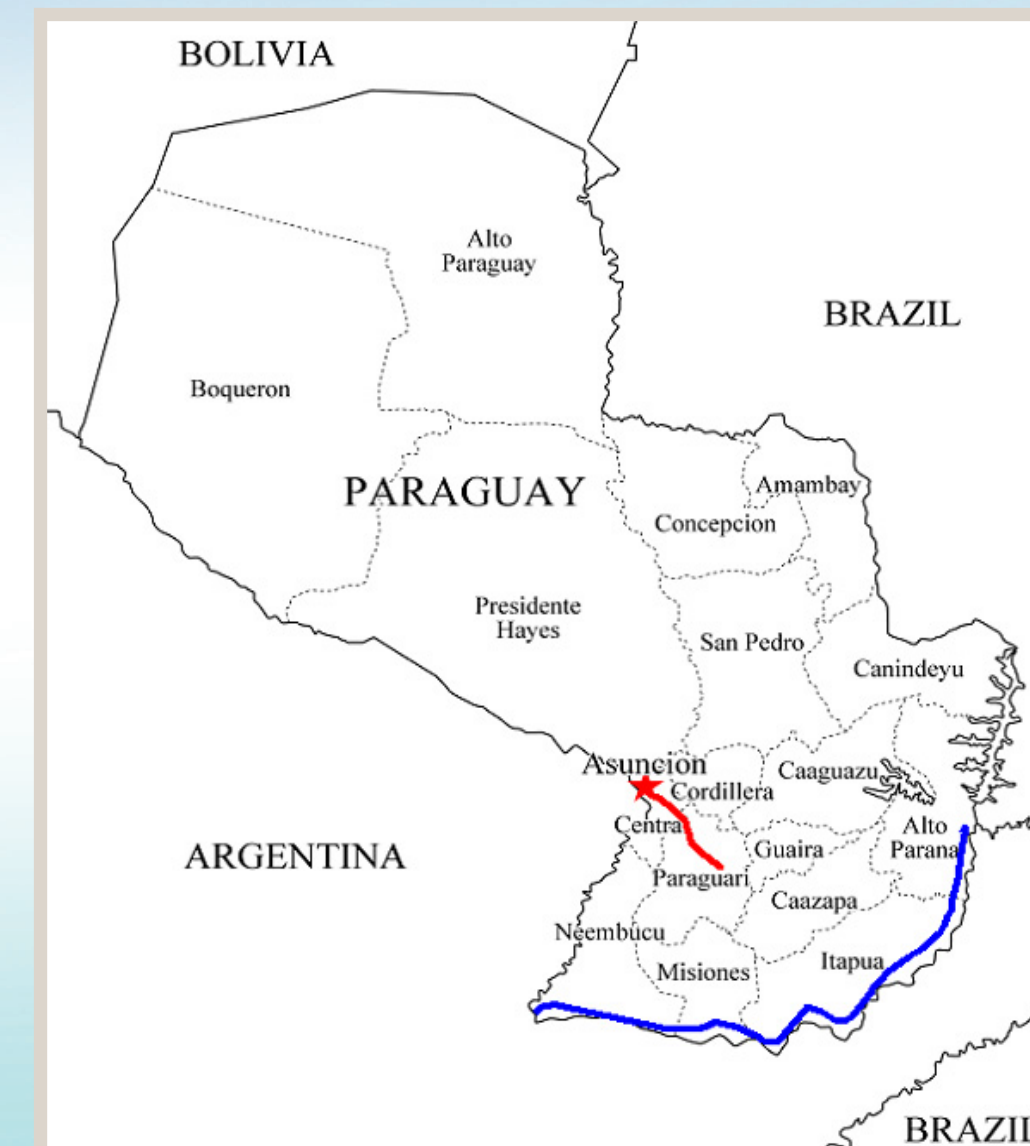 BOLIVIA
Alto
Paraguay
BRAZIL
Boqueron
PARAGUAY
Amambay
Concepcion
Presidente
Hayes
San Pedro
Canindeyu
Asuncion
Caaguazu
Cordillera
Central
Alto
Parana
ARGENTINA
Guaira
Paraguari
Caazapa
Neembucu
Itapua
Misiones
BRAZIL